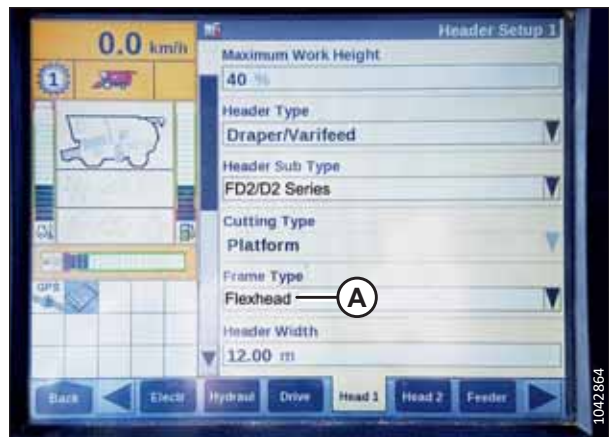 0.0 km/h
Header Setup 1
1
Maximum Work Height
40 %
Header Type
Draper/Varifeed
Header Sub Type
FD2/D2 Series
Cutting Type
Platform
Frame Type
Flexhead
A
GPS
Header Width
12.00 m
Back
Electr
Hydraul
Drive
Head 1
Head 2
Feeder
1042864